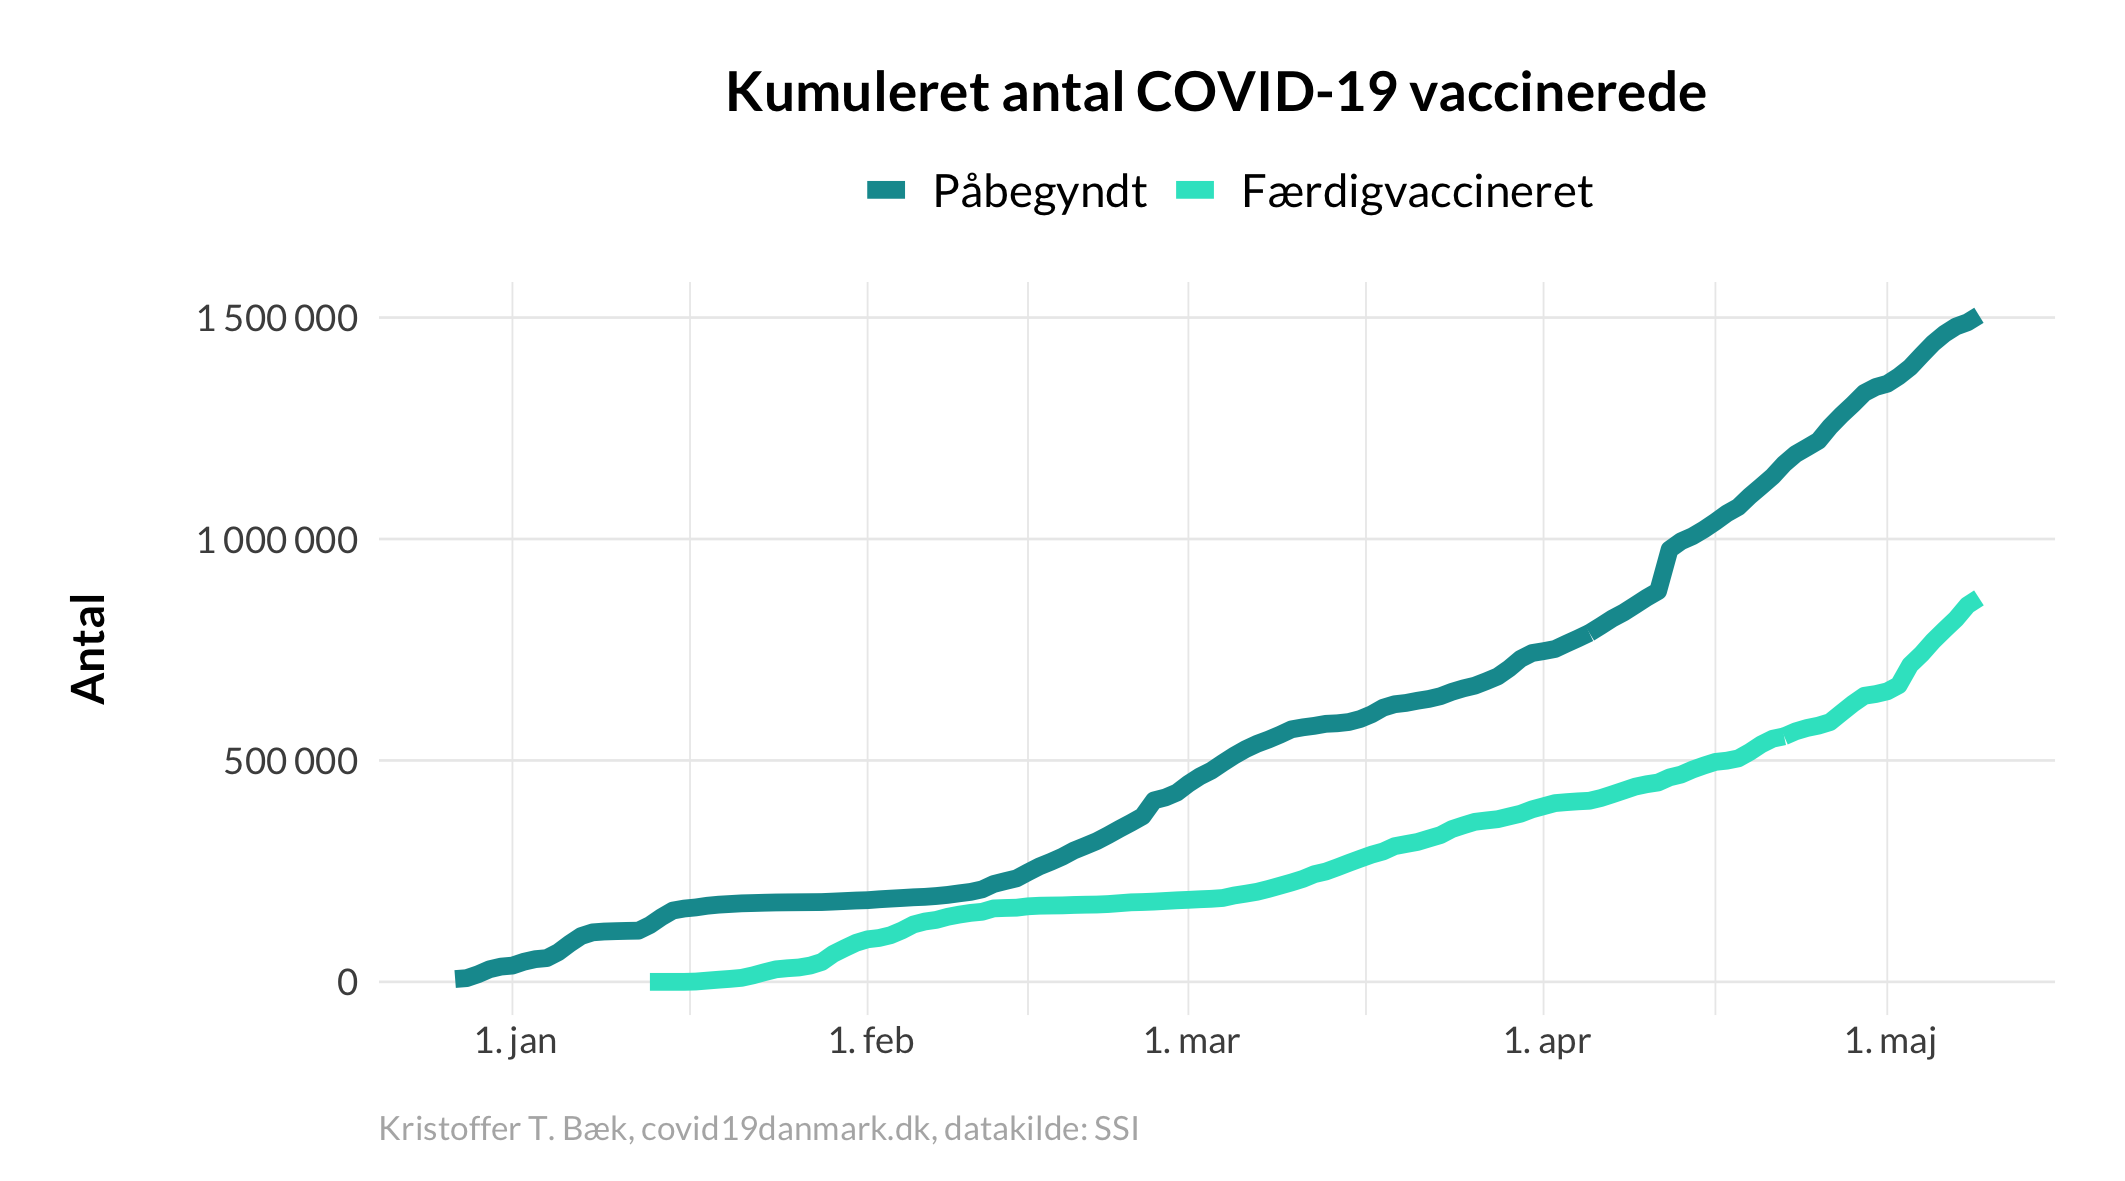 Kumuleret antal COVID-19 vaccinerede
Påbegyndt Færdigvaccineret
Antal
1 500 000
1 000 000
500 000
0
1. jan 1. feb 1. mar 1. apr 1. maj
Kristoffer T. Bæk, covid19danmark.dk, datakilde: SSI